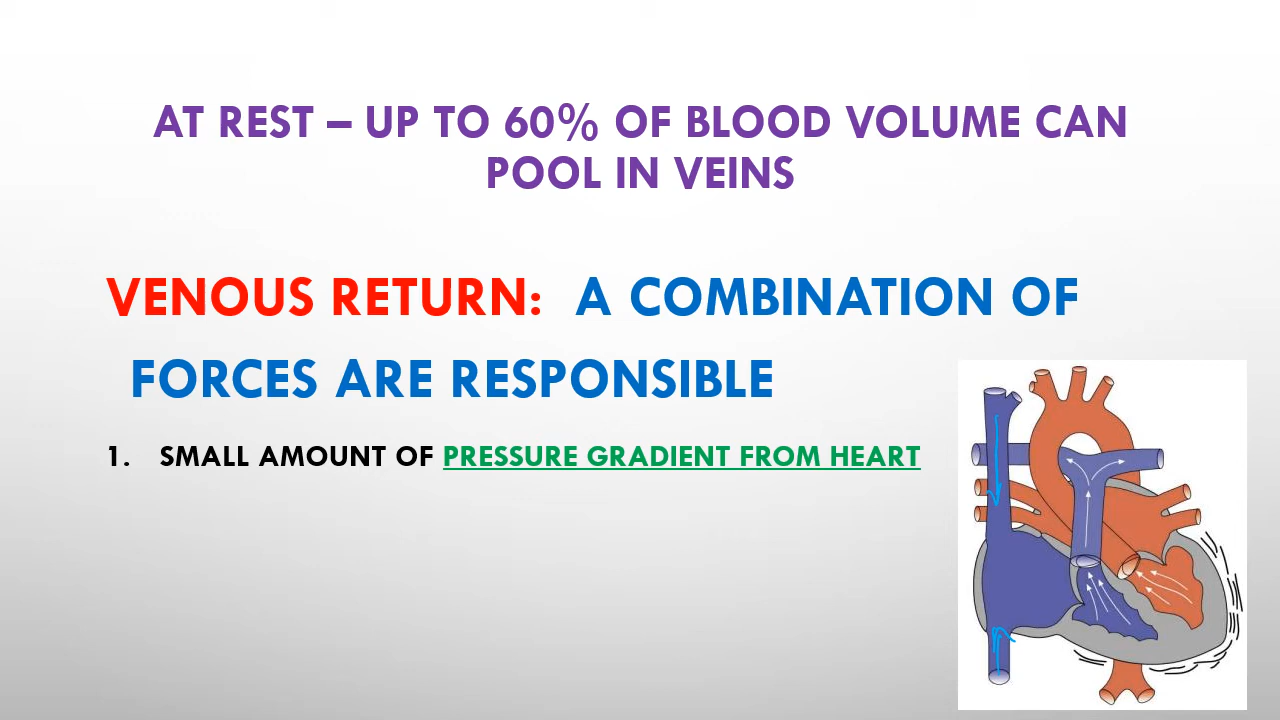 AT REST – UP TO 60% OF BLOOD VOLUME CAN
POOL IN VEINS
VENOUS RETURN: A COMBINATION OF
FORCES ARE RESPONSIBLE
1. SMALL AMOUNT OF PRESSURE GRADIENT FROM HEART